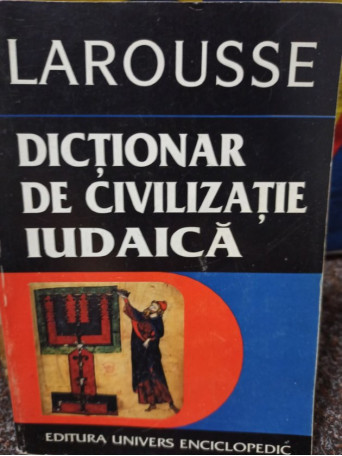 LAROUSSE
DICȚIONAR
DE CIVILIZAȚIE
IUDAICĂ
EDITURA UNIVERS ENCICLOPEDIC